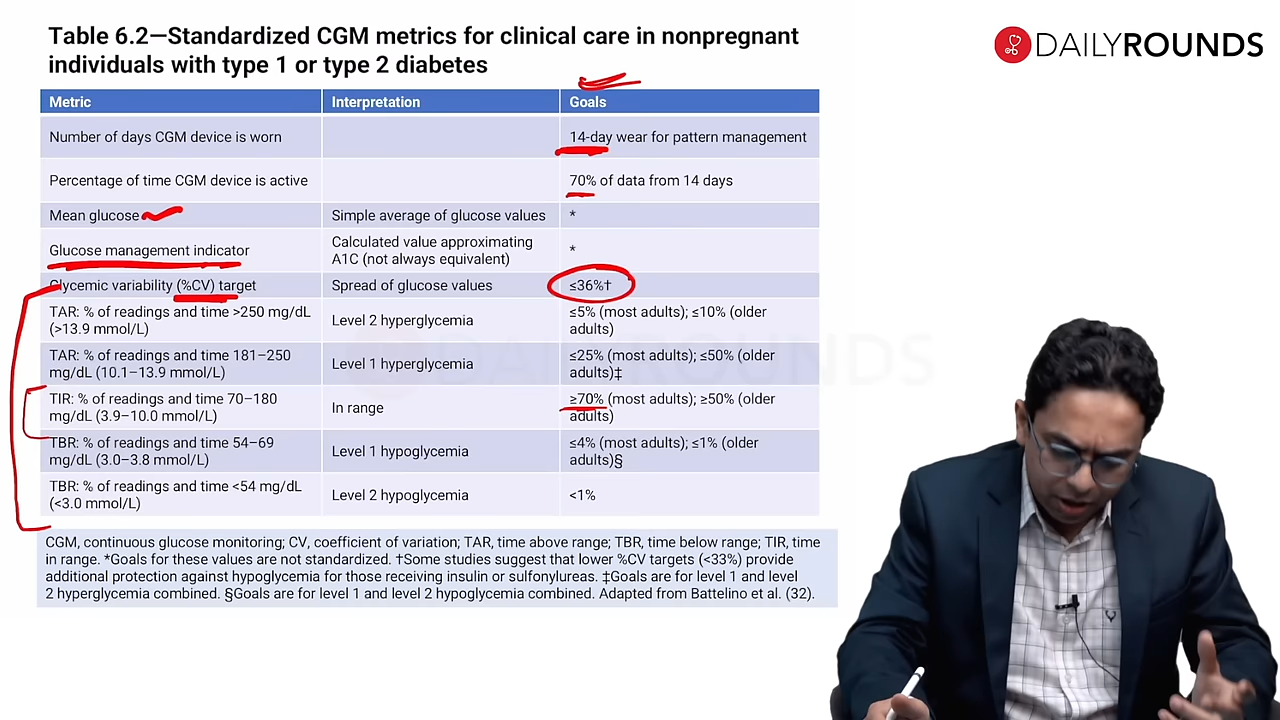 Table 6.2—Standardized CGM metrics for clinical care in nonpregnant
individuals with type 1 or type 2 diabetes
DAILYROUNDS
Metric Interpretation Goals
Number of days CGM device is worn 14-day wear for pattern management
Percentage of time CGM device is active 70% of data from 14 days
Mean glucose Simple average of glucose values *
Glucose management indicator Calculated value approximating
A1C (not always equivalent) *
Glycemic variability (%CV) target Spread of glucose values ≤36%†
TAR: % of readings and time >250 mg/dL
(>13.9 mmol/L)
Level 2 hyperglycemia
≤5% (most adults); ≤10% (older
adults)
TAR: % of readings and time 181–250
mg/dL (10.1–13.9 mmol/L)
Level 1 hyperglycemia
≤25% (most adults); ≤50% (older
adults)‡
TIR: % of readings and time 70–180
mg/dL (3.9–10.0 mmol/L)
In range
≥70% (most adults); ≥50% (older
adults)
TBR: % of readings and time 54–69
mg/dL (3.0–3.8 mmol/L)
Level 1 hypoglycemia
≤4% (most adults); ≤1% (older
adults)§
TBR: % of readings and time <54 mg/dL
(<3.0 mmol/L)
Level 2 hypoglycemia
<1%
CGM, continuous glucose monitoring; CV, coefficient of variation; TAR, time above range; TBR, time below range; TIR, time
in range. *Goals for these values are not standardized. †Some studies suggest that lower %CV targets (<33%) provide
additional protection against hypoglycemia for those receiving insulin or sulfonylureas. ‡Goals are for level 1 and level
2 hyperglycemia combined. §Goals are for level 1 and level 2 hypoglycemia combined. Adapted from Battelino et al. (32).
DAILYROUNDS